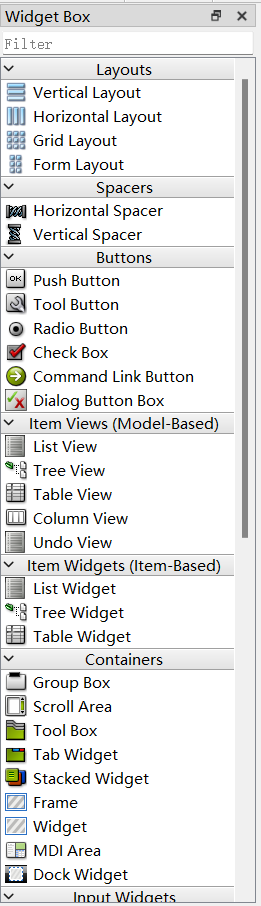 Widget Box
Filter
Layouts
Vertical Layout
Horizontal Layout
Grid Layout
Form Layout
Spacers
Horizontal Spacer
Vertical Spacer
Buttons
OK Push Button
Tool Button
Radio Button
Check Box
Command Link Button
Dialog Button Box
Item Views (Model-Based)
List View
Tree View
Table View
Column View
Undo View
Item Widgets (Item-Based)
List Widget
Tree Widget
Table Widget
Containers
Group Box
Scroll Area
Tool Box
Tab Widget
Stacked Widget
Frame
Widget
MDI Area
Dock Widget
Input Widgets